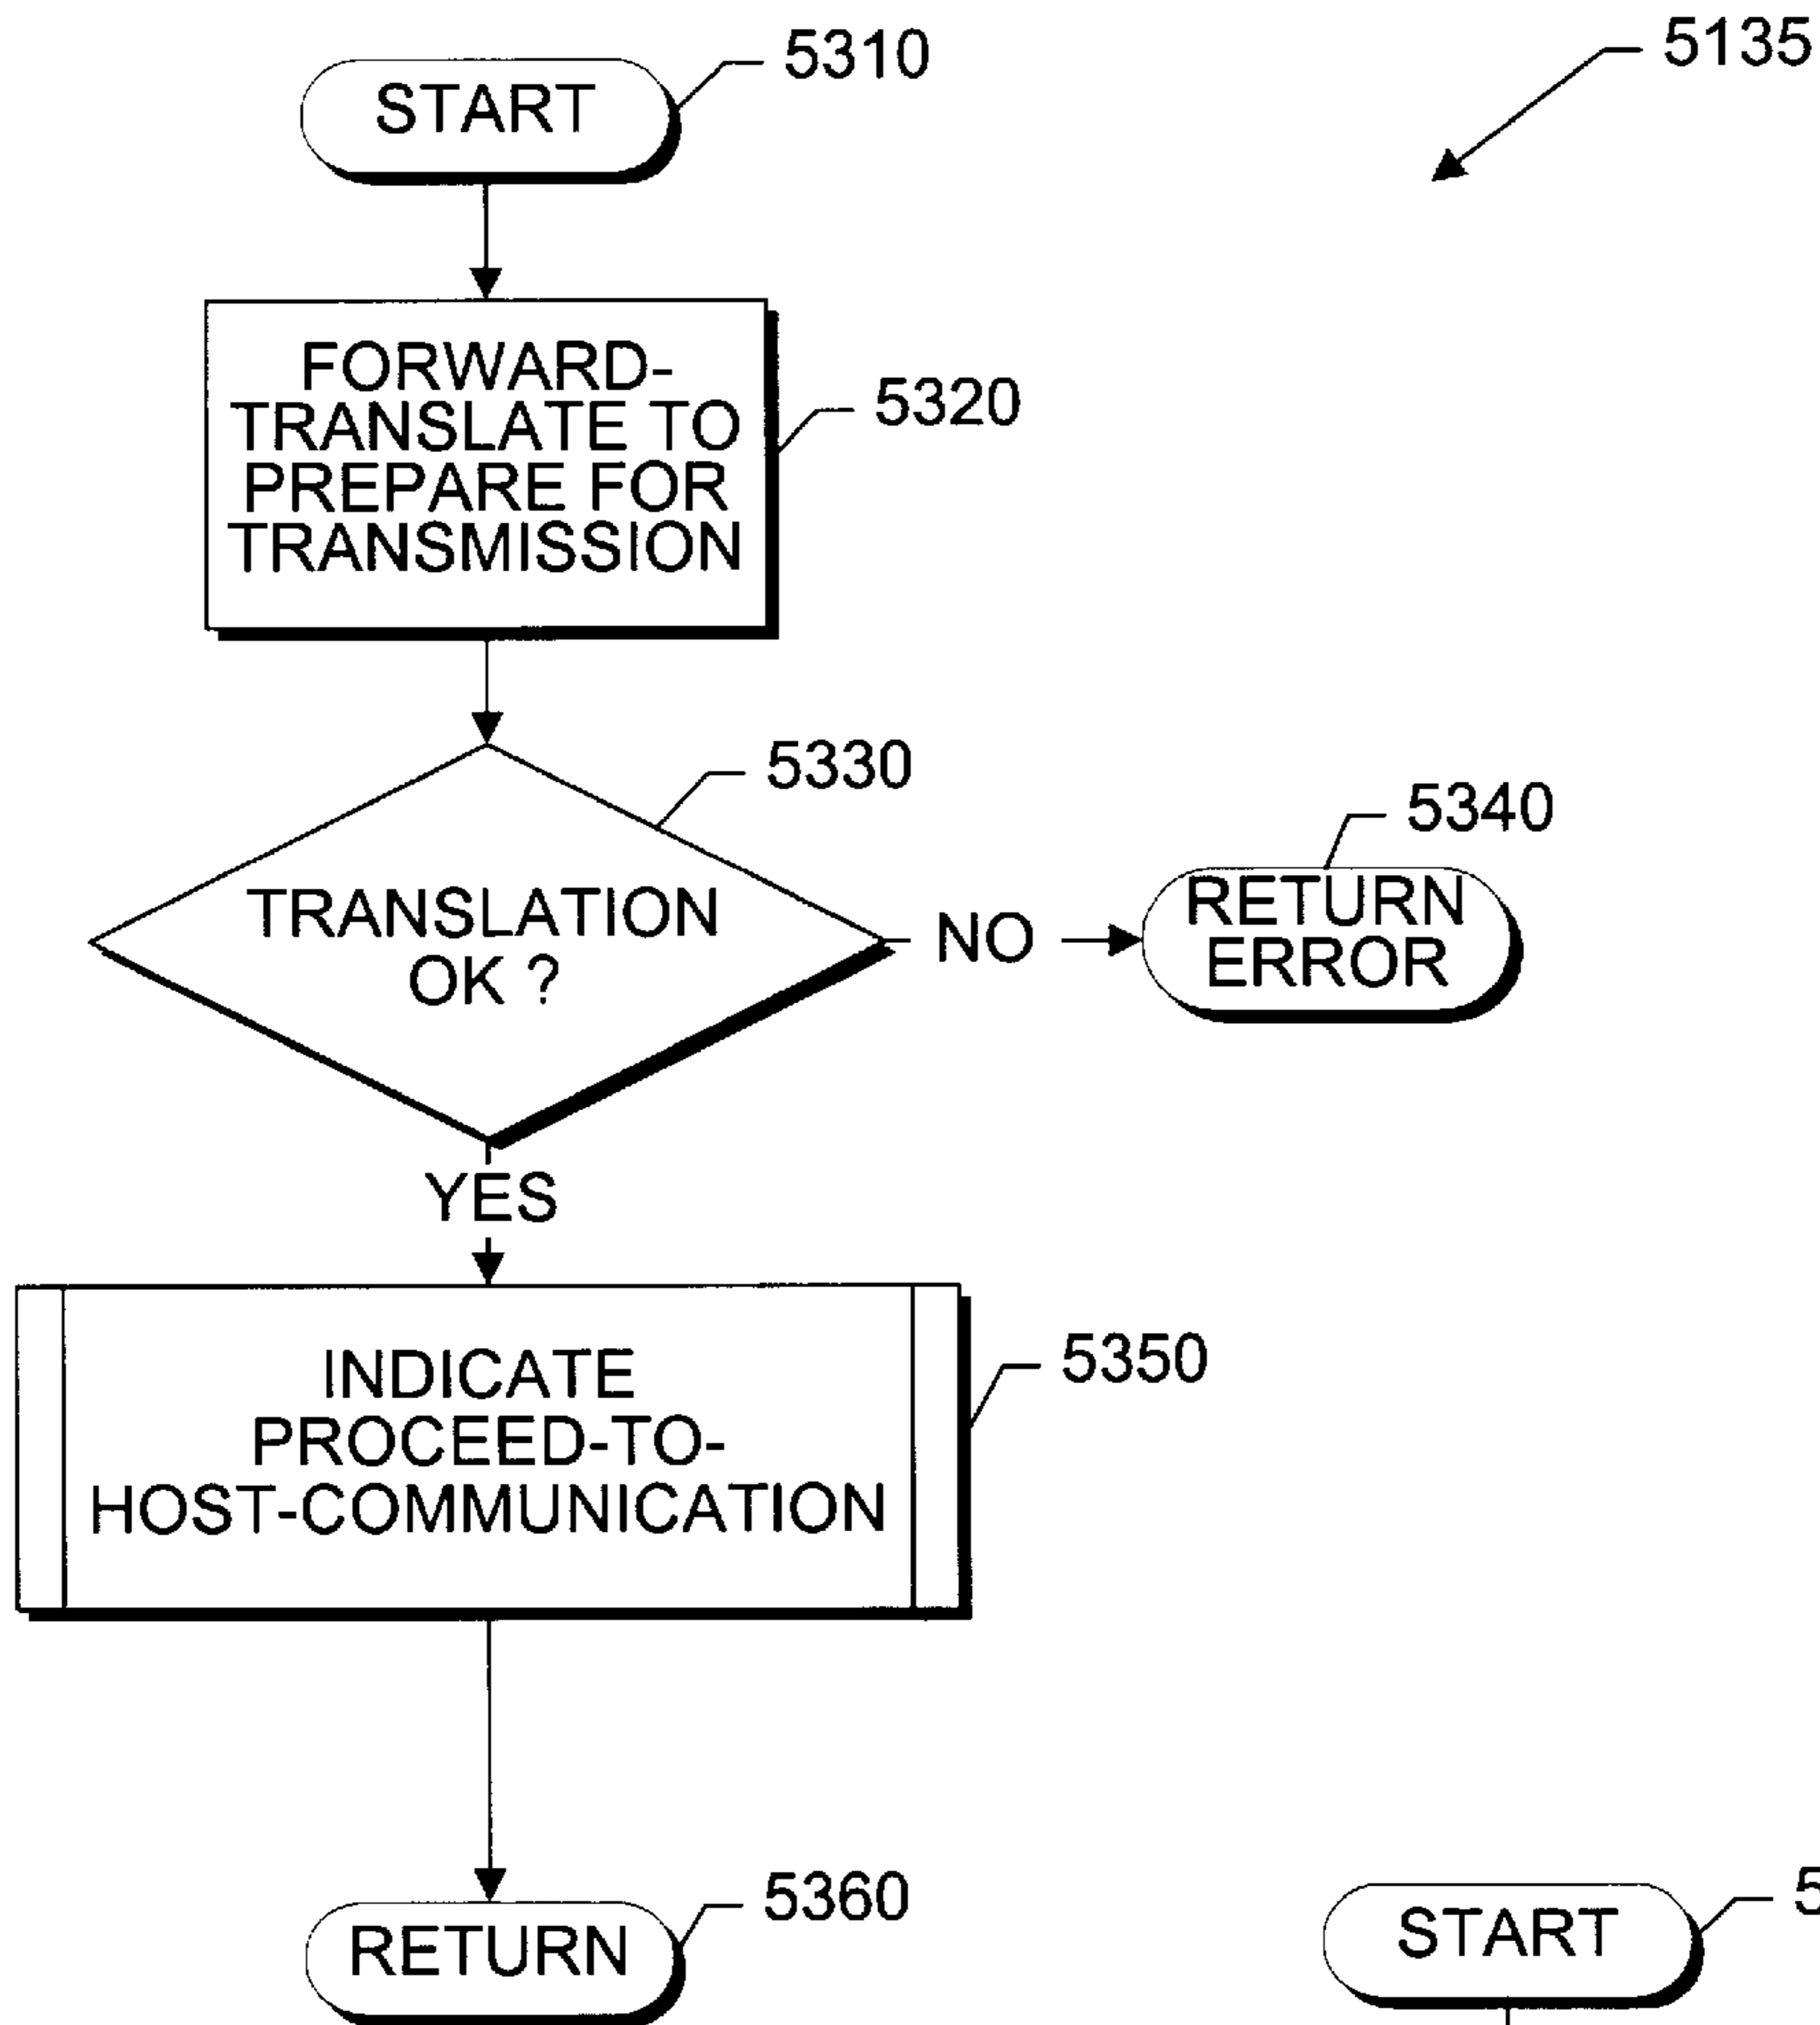 5310
5135
START
FORWARD-
TRANSLATE TO
PREPARE FOR
TRANSMISSION
5320
5330
TRANSLATION
OK ?
NO
5340
RETURN
ERROR
YES
INDICATE
PROCEED-TO-
HOST-COMMUNICATION
5350
5360
RETURN
START